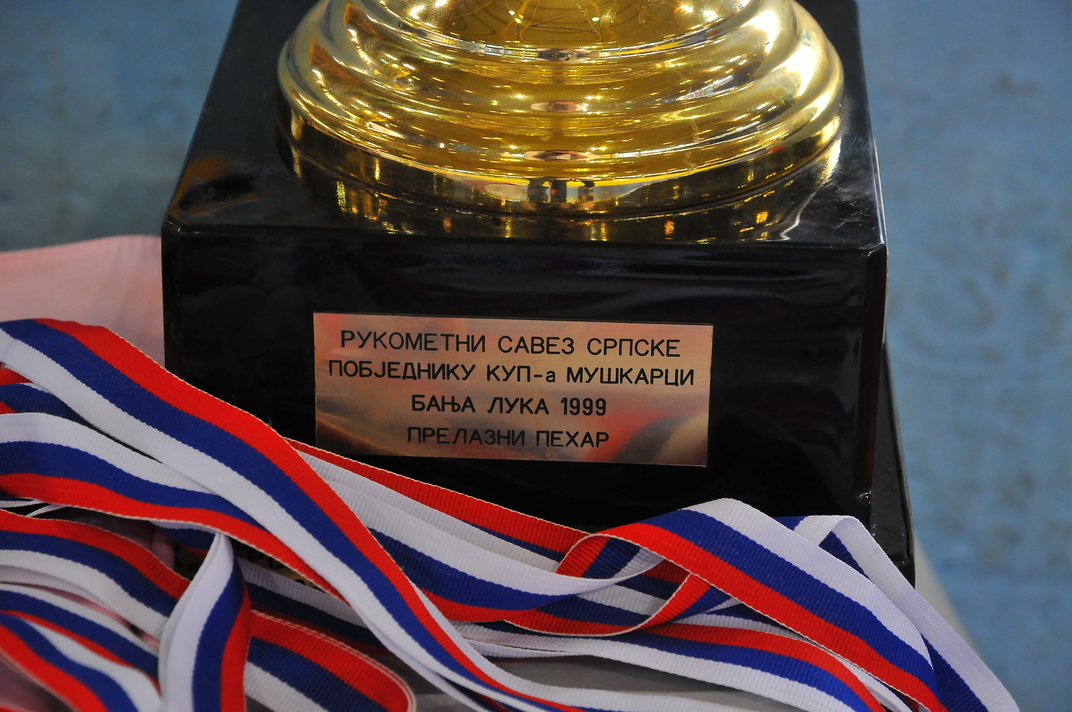 РУКОМЕТНИ САВЕЗ СРПСКЕ
ПОБЈЕДНИКУ КУП-а МУШКАРЦИ
БАЊА ЛУКА 1999
ПРЕЛАЗНИ ПЕХАР